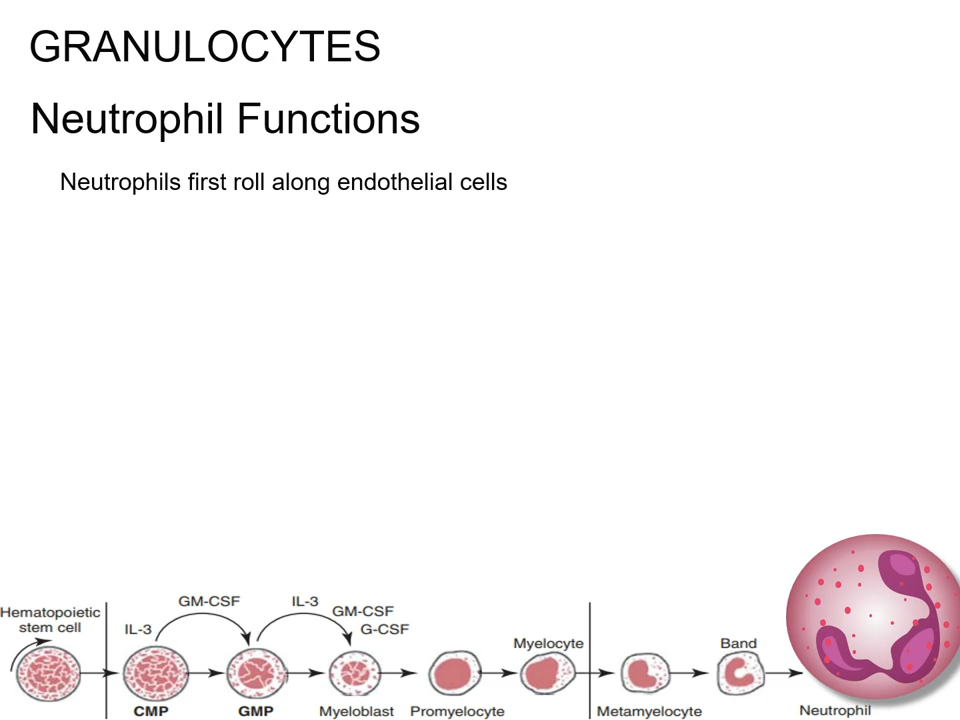 GRANULOCYTES
Neutrophil Functions
Neutrophils first roll along endothelial cells
Hematopoietic
stem cell
IL-3
GM-CSF
IL-3
GM-CSF
G-CSF
Myelocyte
Band
CMP
GMP
Myeloblast
Promyelocyte
Metamyelocyte
Neutrophil